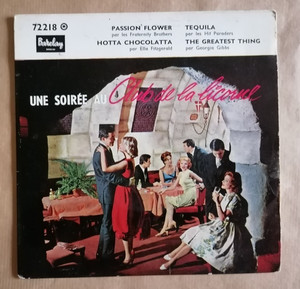 72218
Barclay
PASSION FLOWER
par les Fraternity Brothers
HOTTA CHOCOLATTA
par Ella Fitzgerald
TEQUILA
par les Hit Paraders
THE GREATEST THING
par Georgia Gibbs
UNE SOIRÉE AU Club de la licorne